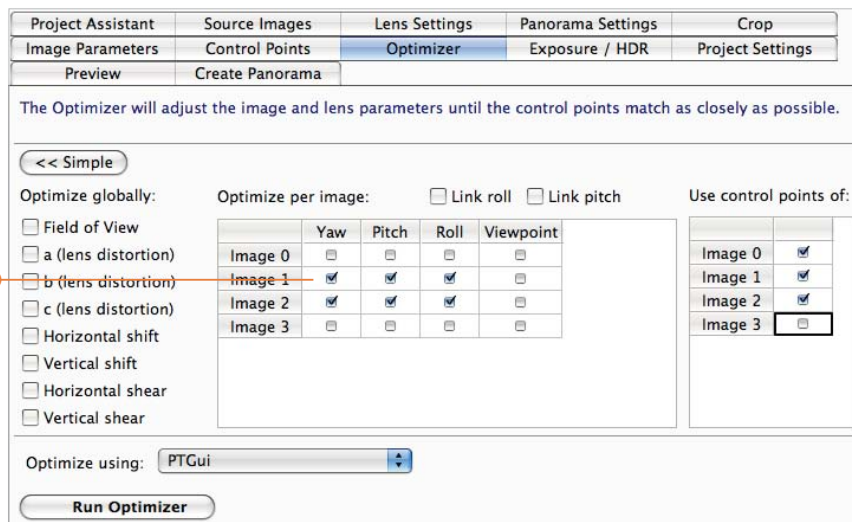 Project Assistant Source Images Lens Settings Panorama Settings Crop
Image Parameters Control Points Optimizer Exposure / HDR Project Settings
Preview Create Panorama
The Optimizer will adjust the image and lens parameters until the control points match as closely as possible.
<< Simple
Optimize globally:
Field of View
a (lens distortion)
b (lens distortion)
c (lens distortion)
Horizontal shift
Vertical shift
Horizontal shear
Vertical shear
Optimize per image: Link roll Link pitch
Yaw Pitch Roll Viewpoint
Image 0
Image 1
Image 2
Image 3
Use control points of:
Image 0
Image 1
Image 2
Image 3
Optimize using: PTGui
Run Optimizer